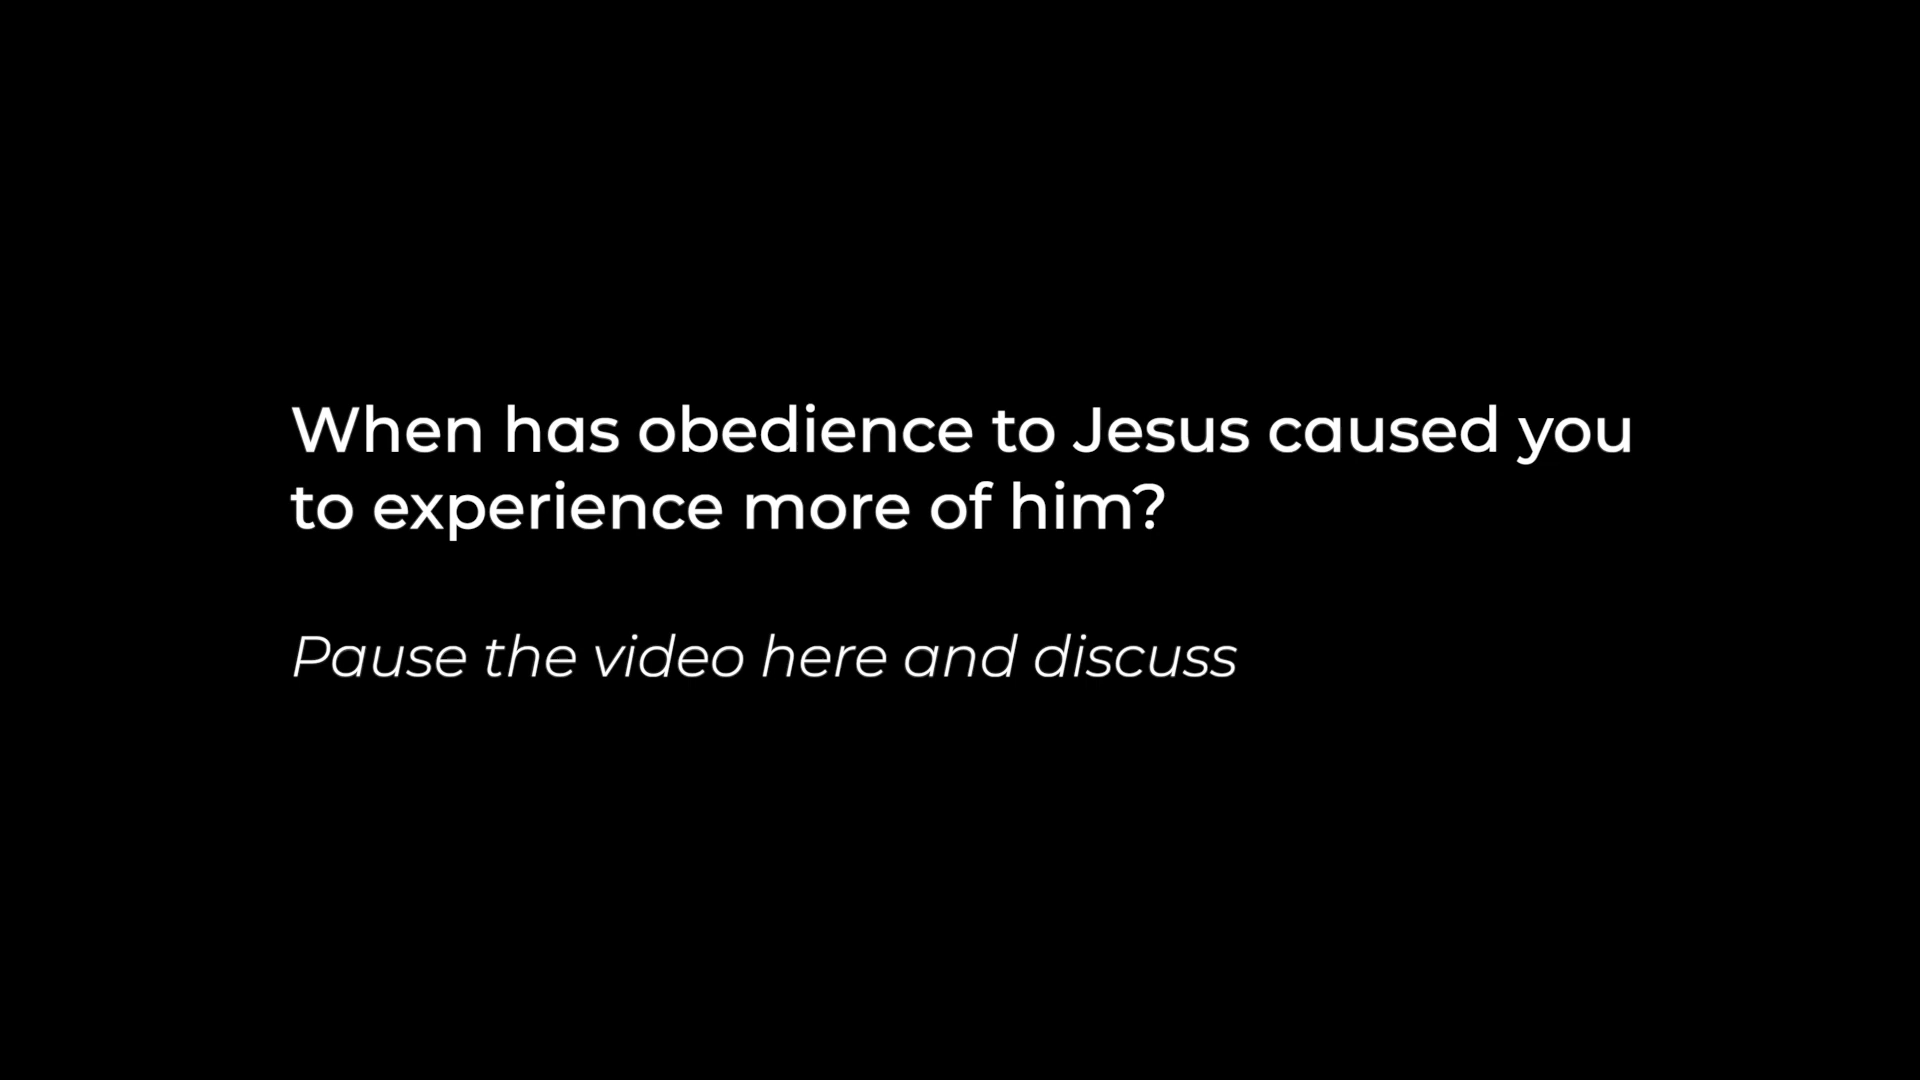 When has obedience to Jesus caused you
to experience more of him?
Pause the video here and discuss